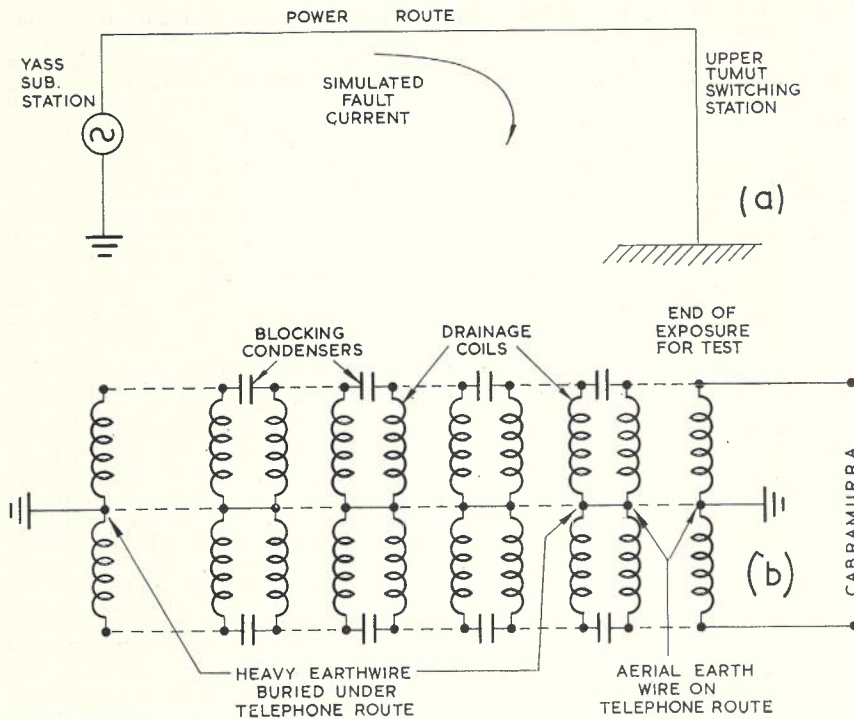 POWER ROUTE
YASS
SUB.
STATION
SIMULATED
FAULT
CURRENT
UPPER
TUMUT
SWITCHING
STATION
(a)
BLOCKING
CONDENSERS
DRAINAGE
COILS
END OF
EXPOSURE
FOR TEST
CABRAMURRA
(b)
HEAVY EARTHWIRE
BURIED UNDER
TELEPHONE ROUTE
AERIAL EARTH
WIRE ON
TELEPHONE ROUTE